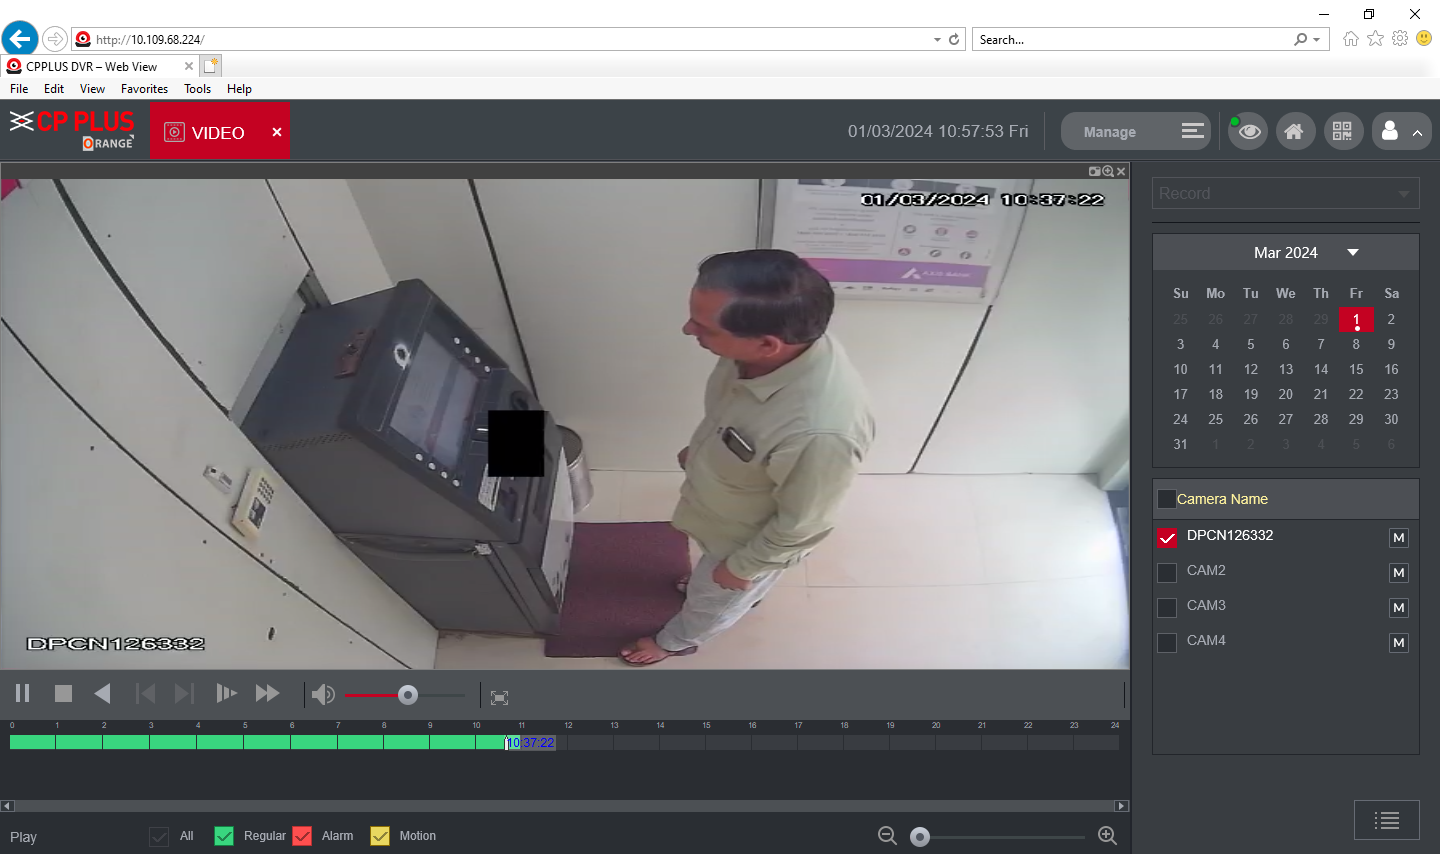 http://10.109.68.224/
Search...
CPPLUS DVR – Web View
File Edit View Favorites Tools Help
CP PLUS
ORANGE
VIDEO
01/03/2024 10:57:53 Fri
Manage
01/03/2024 10:37:22
AXIS BANK
DPCN126332
Record
Mar 2024
Su Mo Tu We Th Fr Sa
25 26 27 28 29 1 2
3 4 5 6 7 8 9
10 11 12 13 14 15 16
17 18 19 20 21 22 23
24 25 26 27 28 29 30
31 1 2 3 4 5 6
Camera Name
DPCN126332 M
CAM2 M
CAM3 M
CAM4 M
0 1 2 3 4 5 6 7 8 9 10 11 12 13 14 15 16 17 18 19 20 21 22 23 24
10:37:22
Play All Regular Alarm Motion